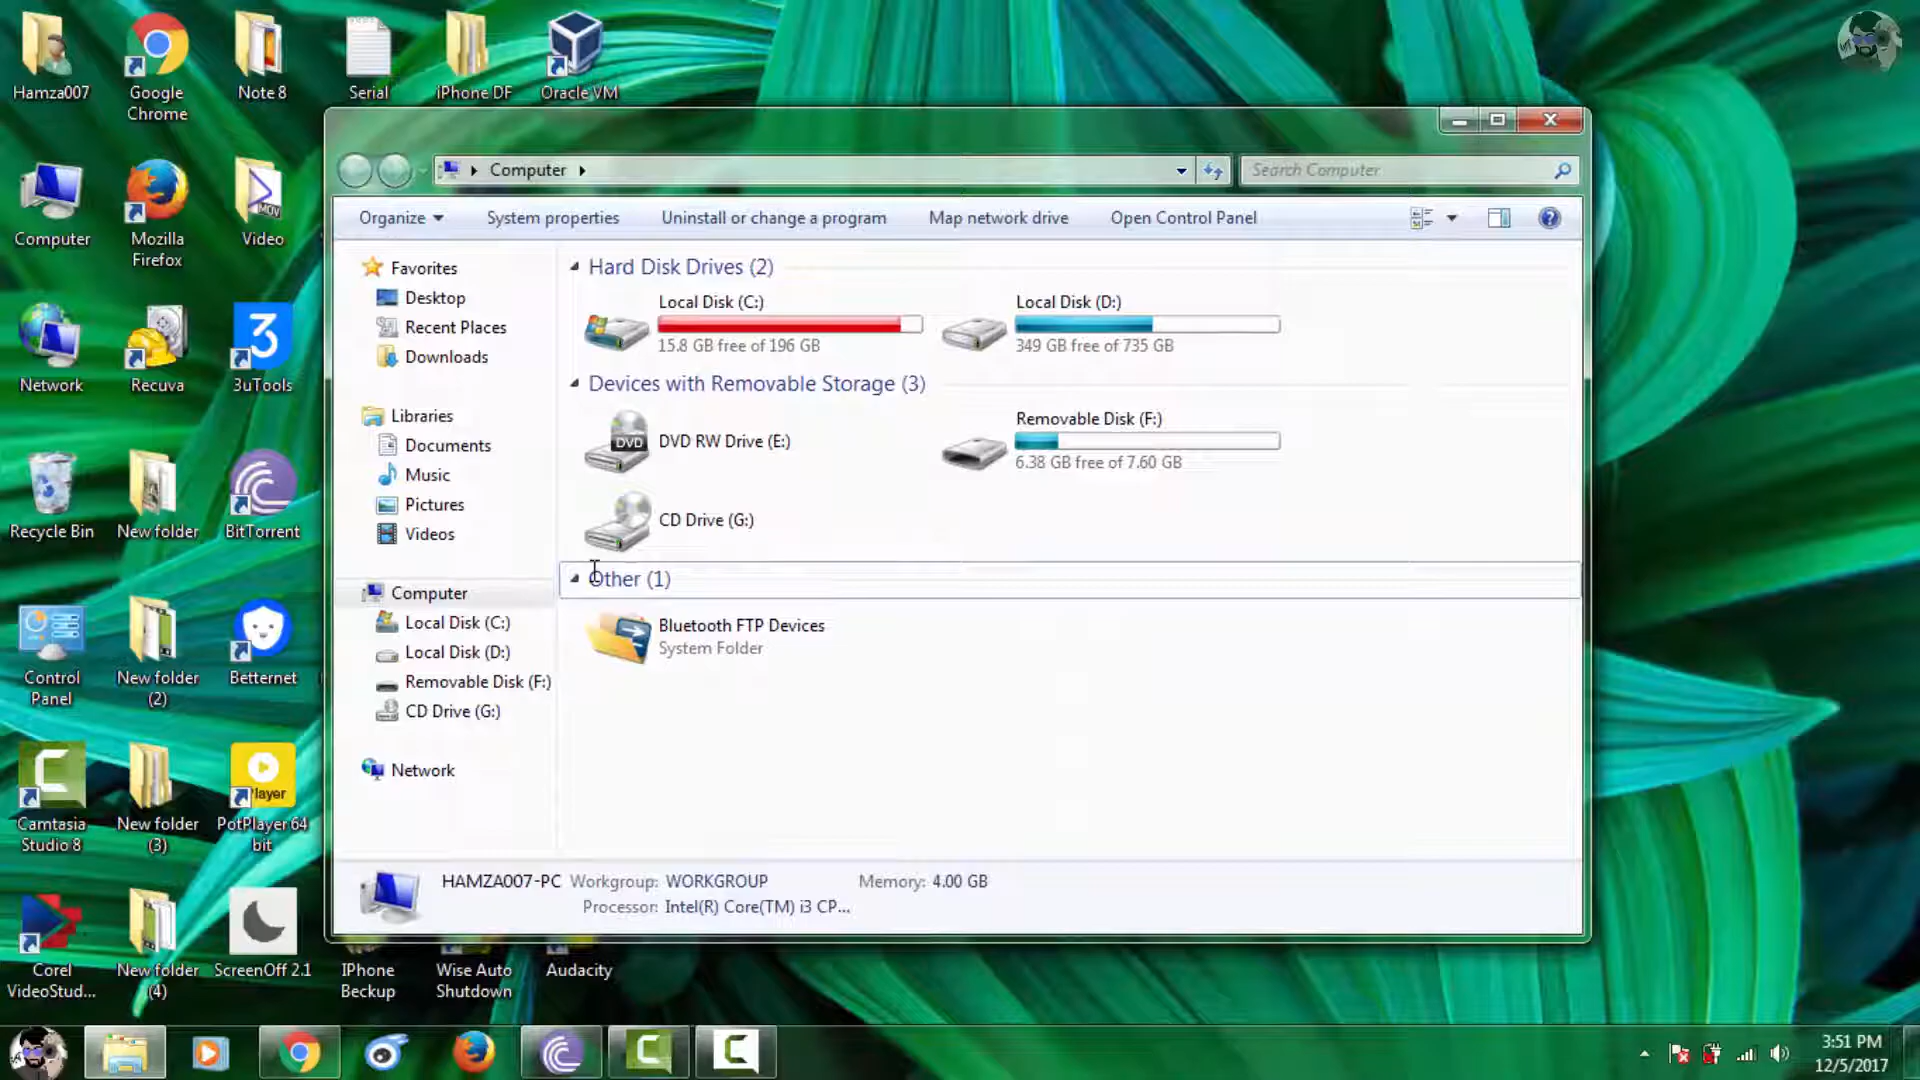 Hamza007
Google
Chrome
Note 8
Serial
iPhone DF
Oracle VM
Computer
Mozilla
Firefox
MOV
Video
Network
Recuva
3
3uTools
Recycle Bin
New folder
BitTorrent
Control
Panel
New folder
(2)
Betternet
Camtasia
Studio 8
New folder
(3)
Player
PotPlayer 64
bit
Corel
VideoStud...
New folder
(4)
ScreenOff 2.1
IPhone
Backup
Wise Auto
Shutdown
Audacity
Computer
Search Computer
Organize
System properties
Uninstall or change a program
Map network drive
Open Control Panel
Favorites
Desktop
Recent Places
Downloads
Libraries
Documents
Music
Pictures
Videos
Computer
Local Disk (C:)
Local Disk (D:)
Removable Disk (F:)
CD Drive (G:)
Network
Hard Disk Drives (2)
Local Disk (C:)
15.8 GB free of 196 GB
Local Disk (D:)
349 GB free of 735 GB
Devices with Removable Storage (3)
DVD
DVD RW Drive (E:)
Removable Disk (F:)
6.38 GB free of 7.60 GB
CD Drive (G:)
Other (1)
Bluetooth FTP Devices
System Folder
HAMZA007-PC Workgroup: WORKGROUP Memory: 4.00 GB
Processor: Intel(R) Core(TM) i3 CP...
3:51 PM
12/5/2017